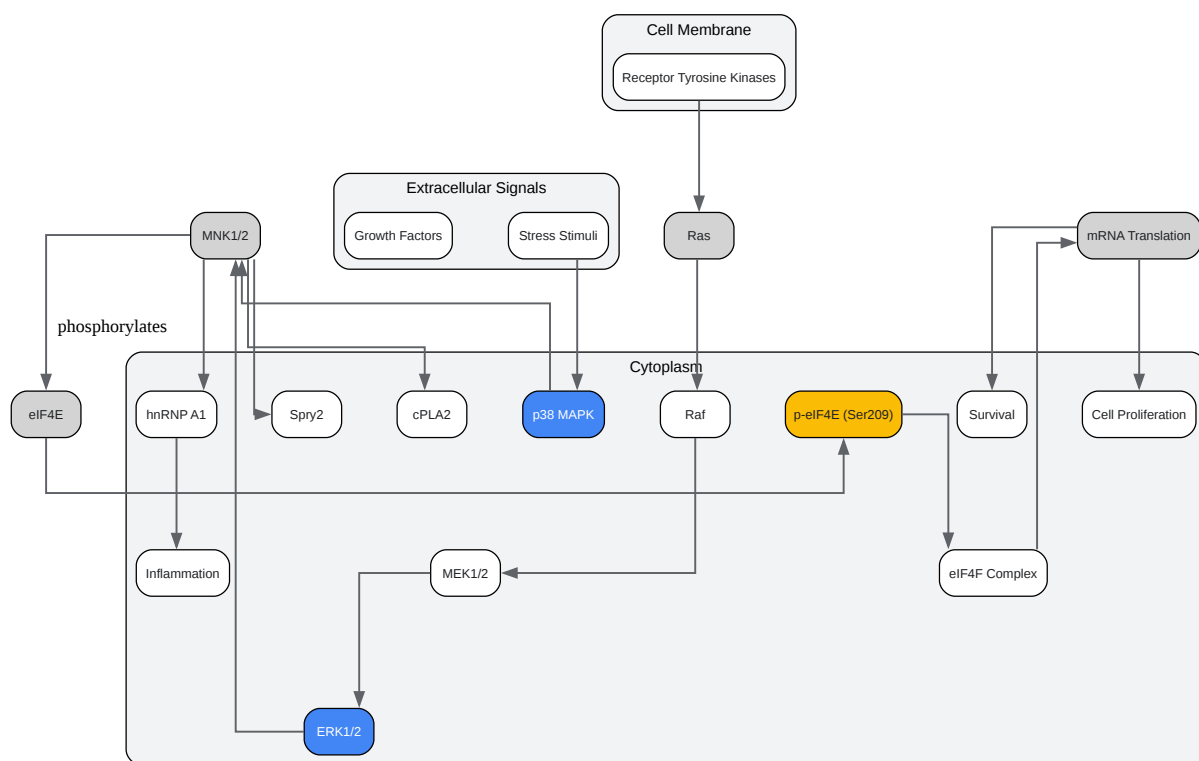 Cell Membrane
Receptor Tyrosine Kinases
Extracellular Signals
Growth Factors
Stress Stimuli
MNK1/2
Ras
mRNA Translation
phosphorylates
Cytoplasm
eIF4E
hnRNP A1
Spry2
cPLA2
p38 MAPK
Raf
p-eIF4E (Ser209)
Survival
Cell Proliferation
Inflammation
MEK1/2
eIF4F Complex
ERK1/2